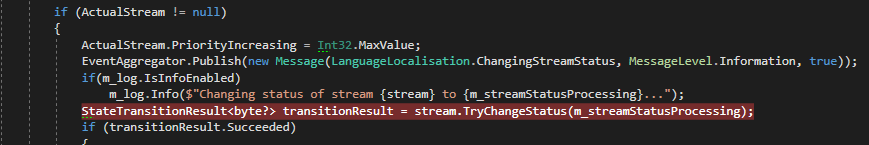 if (ActualStream != null)
{
ActualStream.PriorityIncreasing = Int32.MaxValue;
EventAggregator.Publish(new Message(LanguageLocalisation.ChangingStreamStatus, MessageLevel.Information, true));
if(m_log.IsInfoEnabled)
m_log.Info($"Changing status of stream {stream} to {m_streamStatusProcessing}...");
StateTransitionResult<byte?> transitionResult = stream.TryChangeStatus(m_streamStatusProcessing);
if (transitionResult.Succeeded)
{